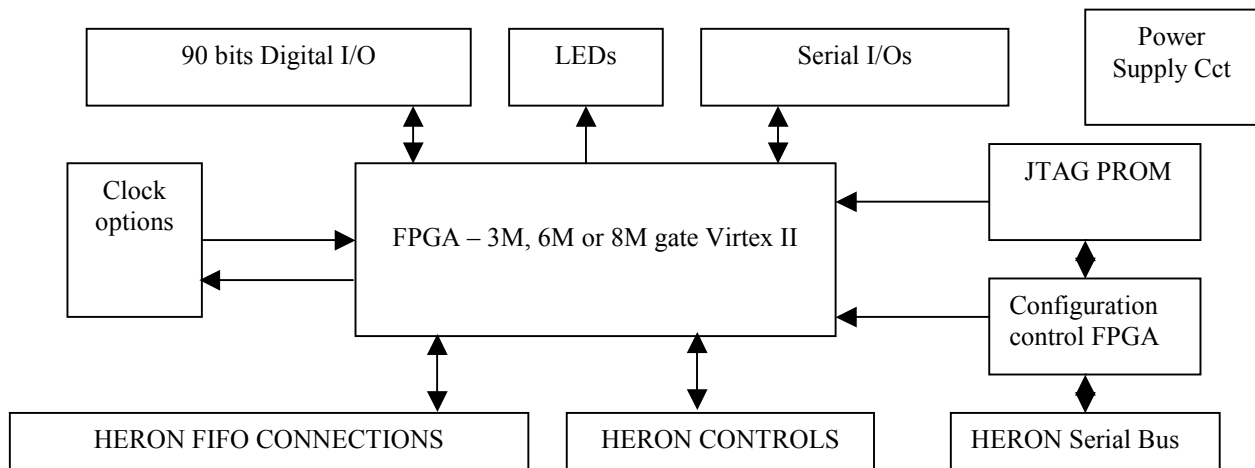 90 bits Digital I/O
LEDs
Serial I/Os
Power
Supply Cct
Clock
options
FPGA – 3M, 6M or 8M gate Virtex II
JTAG PROM
Configuration
control FPGA
HERON FIFO CONNECTIONS
HERON CONTROLS
HERON Serial Bus